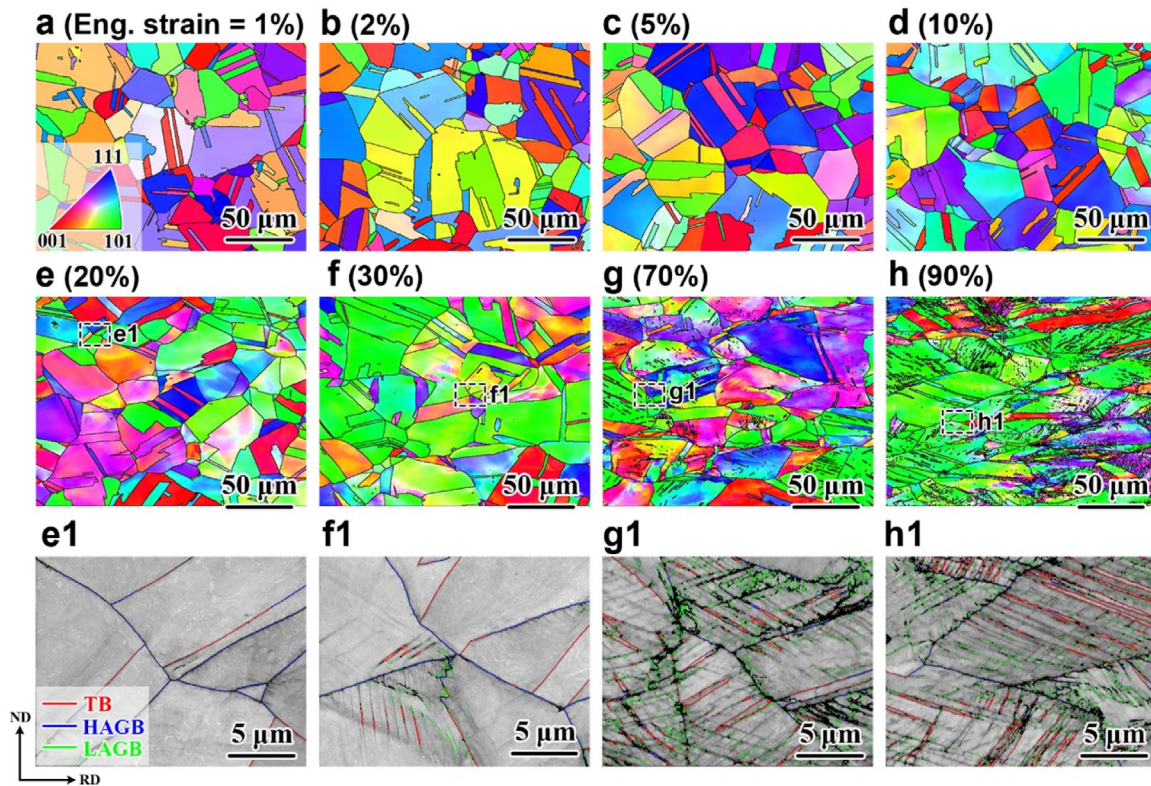 a (Eng. strain = 1%)
b (2%)
c (5%)
d (10%)
111
001
101
50 μm
50 μm
50 μm
50 μm
e (20%)
f (30%)
g (70%)
h (90%)
e1
f1
g1
h1
50 μm
50 μm
50 μm
50 μm
e1
f1
g1
h1
TB
HAGB
LAGB
5 μm
5 μm
5 μm
5 μm
ND
RD